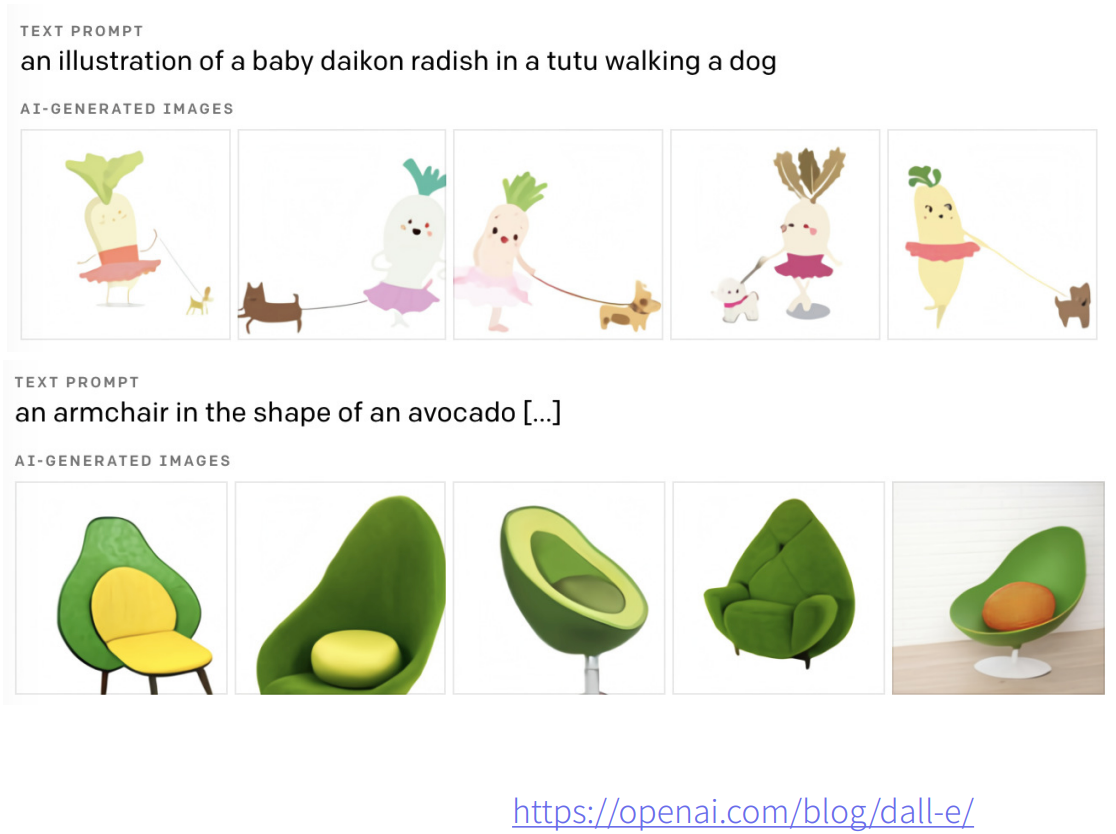 TEXT PROMPT
an illustration of a baby daikon radish in a tutu walking a dog
AI-GENERATED IMAGES
TEXT PROMPT
an armchair in the shape of an avocado [...]
AI-GENERATED IMAGES
https://openai.com/blog/dall-e/